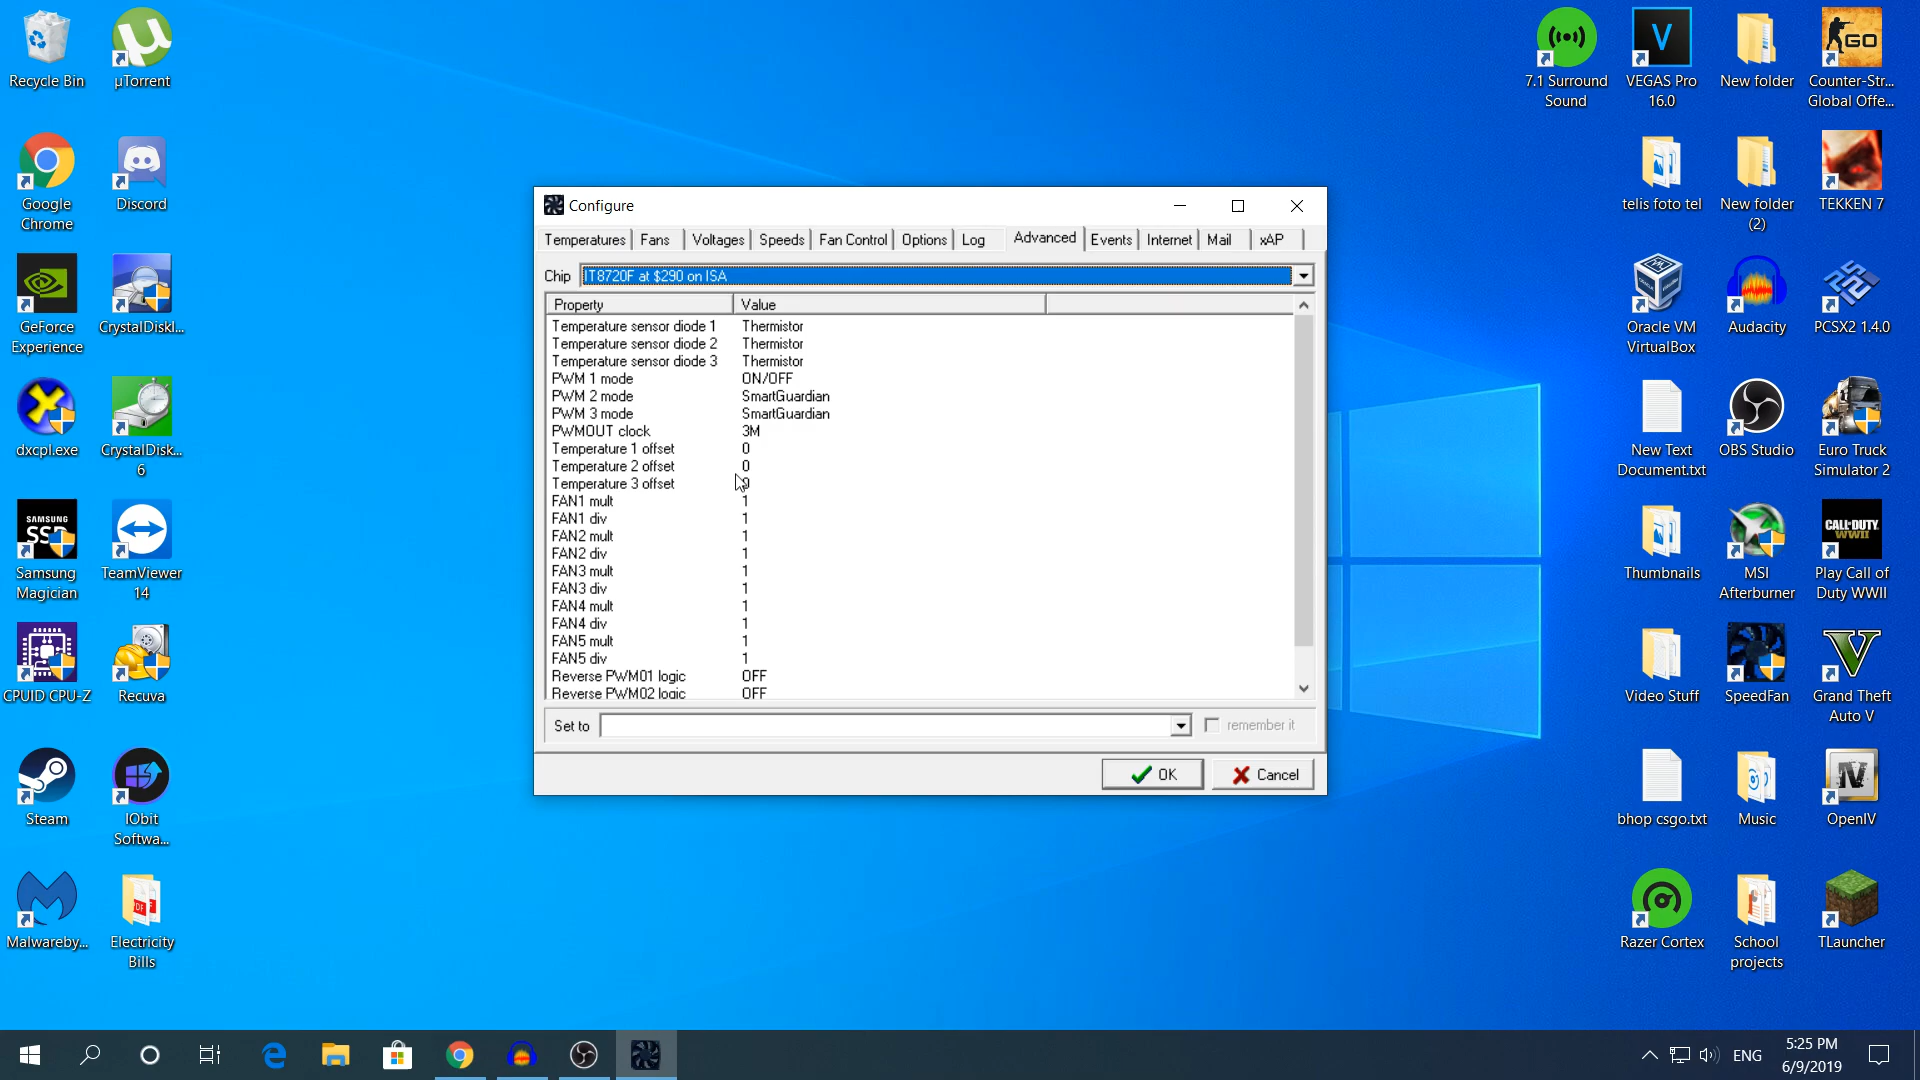 Recycle Bin
µTorrent
Google
Chrome
Discord
GeForce
Experience
CrystalDiskI...
dxcpl.exe
CrystalDisk...
6
SAMSUNG
SSD
Samsung
Magician
TeamViewer
14
CPUID CPU-Z
Recuva
Steam
IObit
Softwa...
Malwareby...
PDF
Electricity
Bills
Configure
Temperatures
Fans
Voltages
Speeds
Fan Control
Options
Log
Advanced
Events
Internet
Mail
xAP
Chip
IT8720F at $290 on ISA
Property Value
Temperature sensor diode 1 Thermistor
Temperature sensor diode 2 Thermistor
Temperature sensor diode 3 Thermistor
PWM 1 mode ON/OFF
PWM 2 mode SmartGuardian
PWM 3 mode SmartGuardian
PWMOUT clock 3M
Temperature 1 offset 0
Temperature 2 offset 0
Temperature 3 offset 0
FAN1 mult 1
FAN1 div 1
FAN2 mult 1
FAN2 div 1
FAN3 mult 1
FAN3 div 1
FAN4 mult 1
FAN4 div 1
FAN5 mult 1
FAN5 div 1
Reverse PWM01 logic OFF
Reverse PWM02 logic OFF
Set to
remember it
OK
Cancel
7.1 Surround
Sound
V
VEGAS Pro
16.0
New folder
GO
Counter-Str...
Global Offe...
telis foto tel
New folder
(2)
TEKKEN 7
Oracle VM
VirtualBox
Audacity
PCSX2 1.4.0
New Text
Document.txt
OBS Studio
Euro Truck
Simulator 2
Thumbnails
MSI
Afterburner
CALL DUTY
WWII
Play Call of
Duty WWII
Video Stuff
SpeedFan
V
Grand Theft
Auto V
bhop csgo.txt
Music
IV
OpenIV
Razer Cortex
School
projects
TLauncher
ENG
5:25 PM
6/9/2019